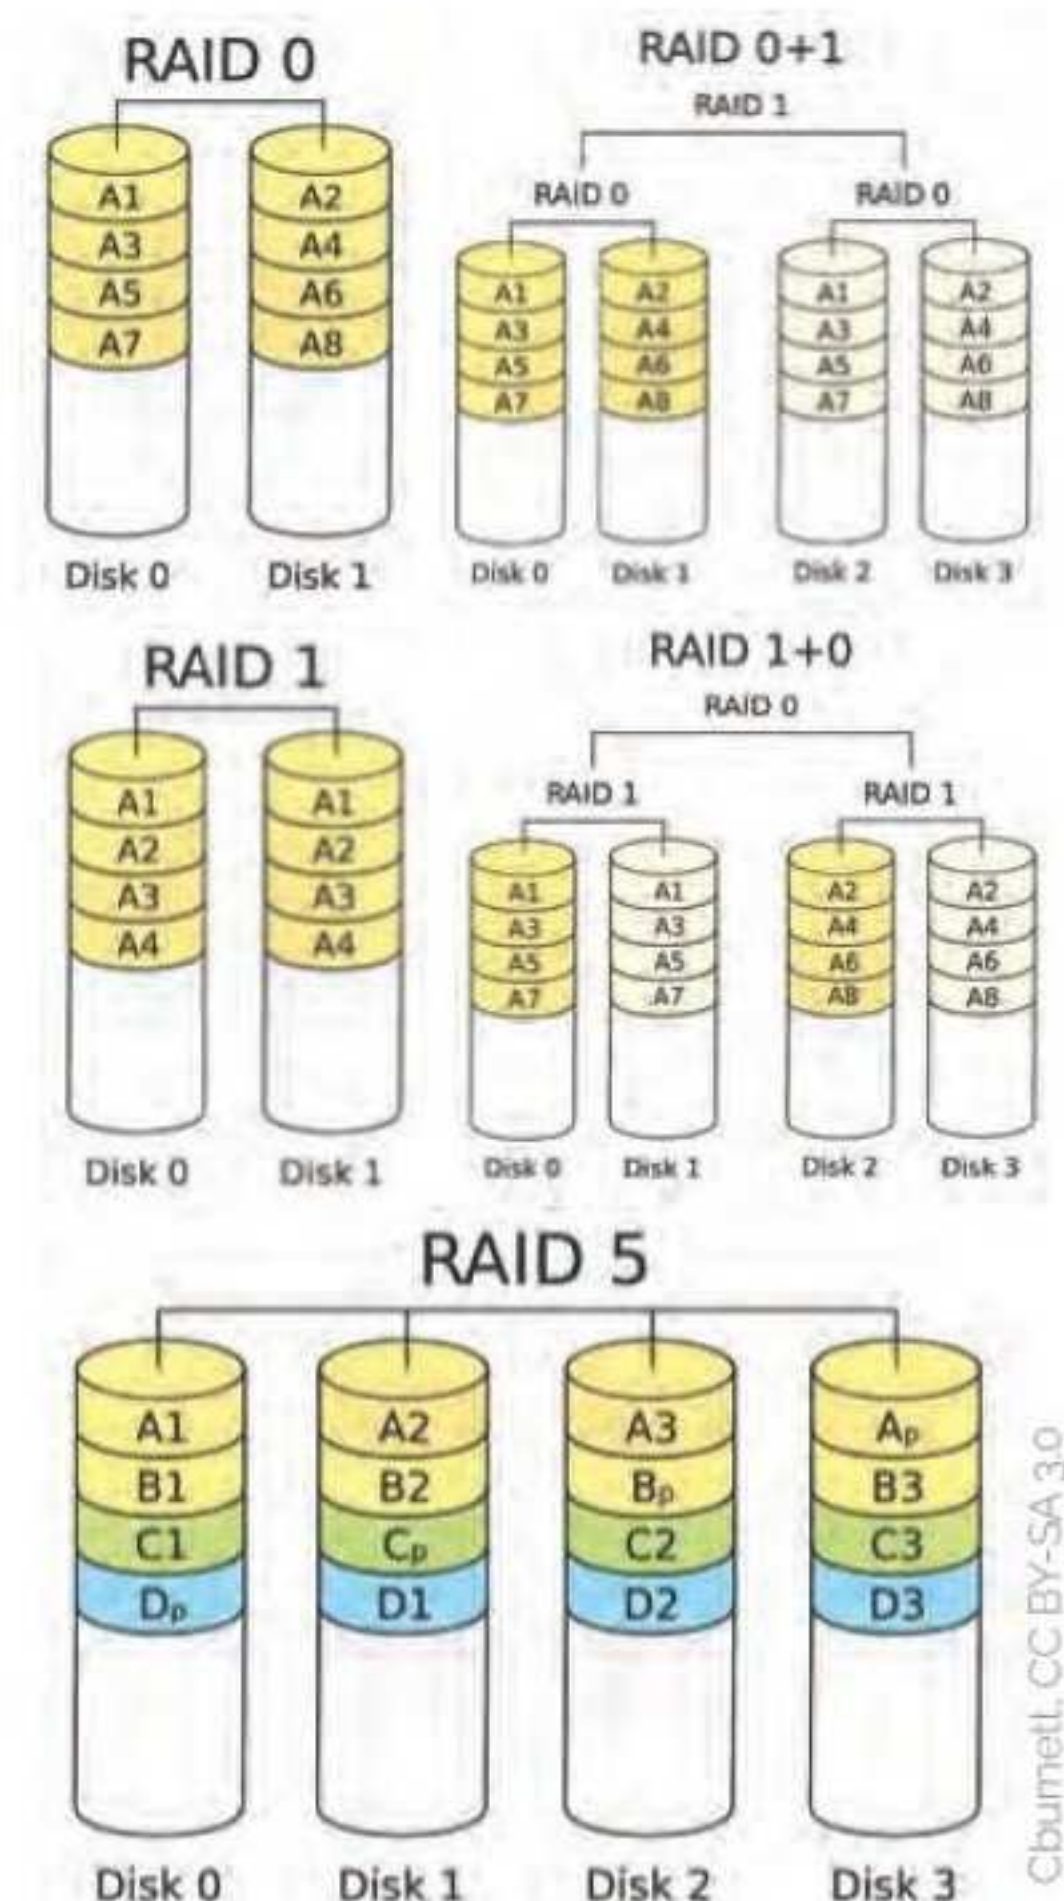 RAID 0
A1 A2
A3 A4
A5 A6
A7 A8
Disk 0 Disk 1
RAID 0+1
RAID 1
RAID 0 RAID 0
A1 A2 A1 A2
A3 A4 A3 A4
A5 A6 A5 A6
A7 A8 A7 A8
Disk 0 Disk 1 Disk 2 Disk 3
RAID 1
A1 A1
A2 A2
A3 A3
A4 A4
Disk 0 Disk 1
RAID 1+0
RAID 0
RAID 1 RAID 1
A1 A1 A2 A2
A3 A3 A4 A4
A5 A5 A6 A6
A7 A7 A8 A8
Disk 0 Disk 1 Disk 2 Disk 3
RAID 5
A1 A2 A3 Ap
B1 B2 Bp B3
C1 Cp C2 C3
Dp D1 D2 D3
Disk 0 Disk 1 Disk 2 Disk 3
Cburnett, CC BY-SA 3.0